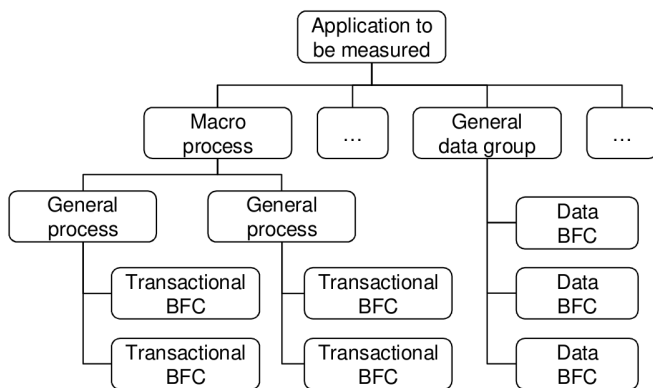 Application to
be measured
Macro
process
...
General
data group
...
General
process
General
process
Data
BFC
Transactional
BFC
Transactional
BFC
Data
BFC
Transactional
BFC
Transactional
BFC
Data
BFC